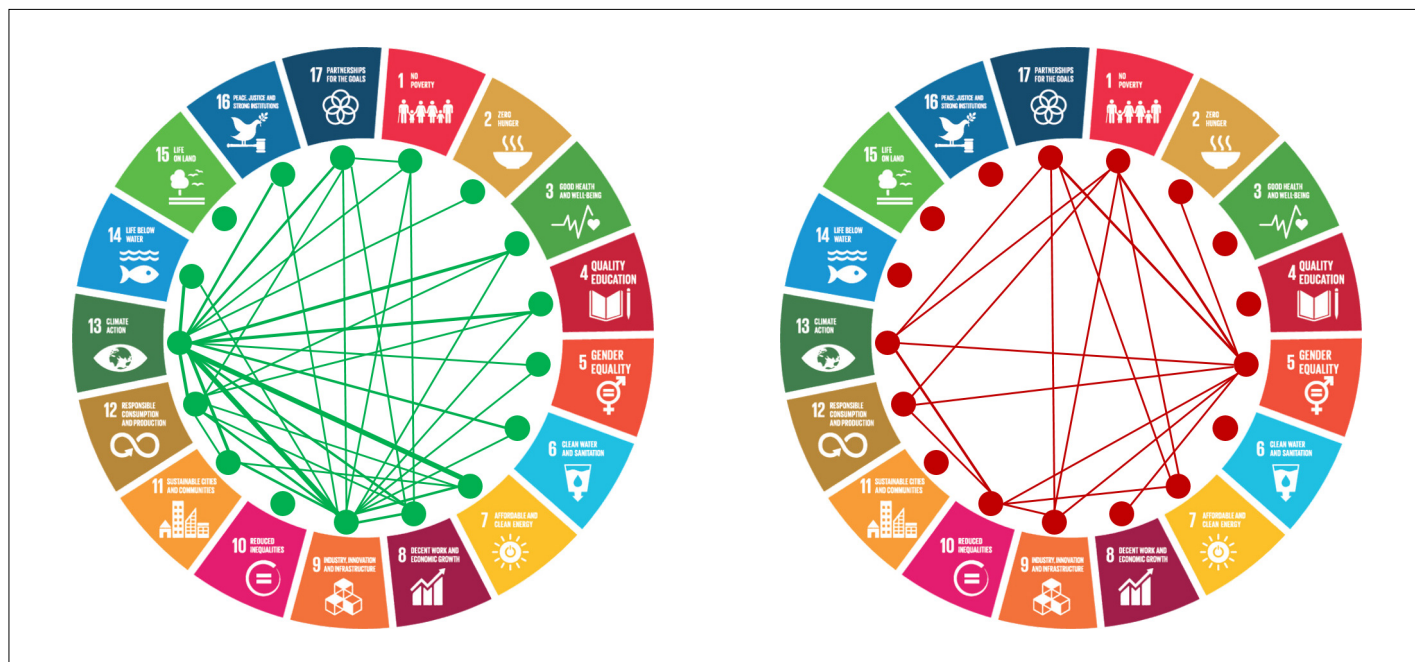 17 PARTNERSHIPS
FOR THE GOALS
1 NO
POVERTY
2 ZERO
HUNGER
3 GOOD HEALTH
AND WELL-BEING
4 QUALITY
EDUCATION
5 GENDER
EQUALITY
6 CLEAN WATER
AND SANITATION
7 AFFORDABLE AND
CLEAN ENERGY
8 DECENT WORK AND
ECONOMIC GROWTH
9 INDUSTRY, INNOVATION
AND INFRASTRUCTURE
10 REDUCED
INEQUALITIES
11 SUSTAINABLE CITIES
AND COMMUNITIES
12 RESPONSIBLE
CONSUMPTION
AND PRODUCTION
13 CLIMATE
ACTION
14 LIFE BELOW
WATER
15 LIFE
ON LAND
16 PEACE, JUSTICE AND
STRONG INSTITUTIONS
17 PARTNERSHIPS
FOR THE GOALS
1 NO
POVERTY
2 ZERO
HUNGER
3 GOOD HEALTH
AND WELL-BEING
4 QUALITY
EDUCATION
5 GENDER
EQUALITY
6 CLEAN WATER
AND SANITATION
7 AFFORDABLE AND
CLEAN ENERGY
8 DECENT WORK AND
ECONOMIC GROWTH
9 INDUSTRY, INNOVATION
AND INFRASTRUCTURE
10 REDUCED
INEQUALITIES
11 SUSTAINABLE CITIES
AND COMMUNITIES
12 RESPONSIBLE
CONSUMPTION
AND PRODUCTION
13 CLIMATE
ACTION
14 LIFE BELOW
WATER
15 LIFE
ON LAND
16 PEACE, JUSTICE AND
STRONG INSTITUTIONS